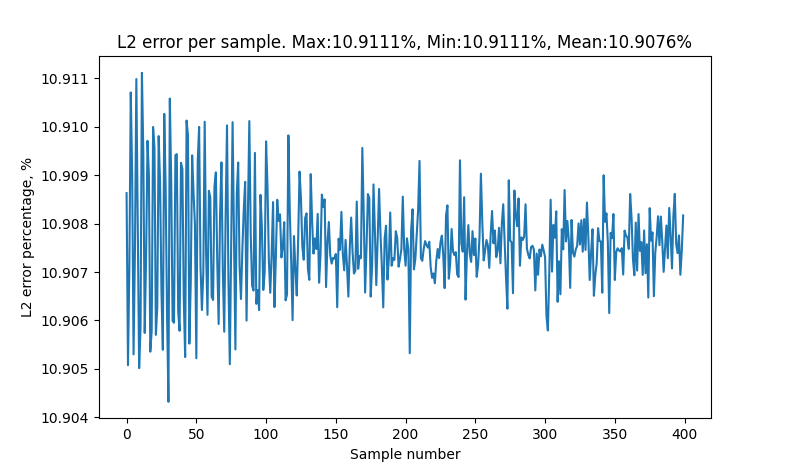 L2 error per sample. Max:10.9111%, Min:10.9111%, Mean:10.9076%
10.911
10.910
10.909
10.908
10.907
10.906
10.905
10.904
L2 error percentage, %
0 50 100 150 200 250 300 350 400
Sample number